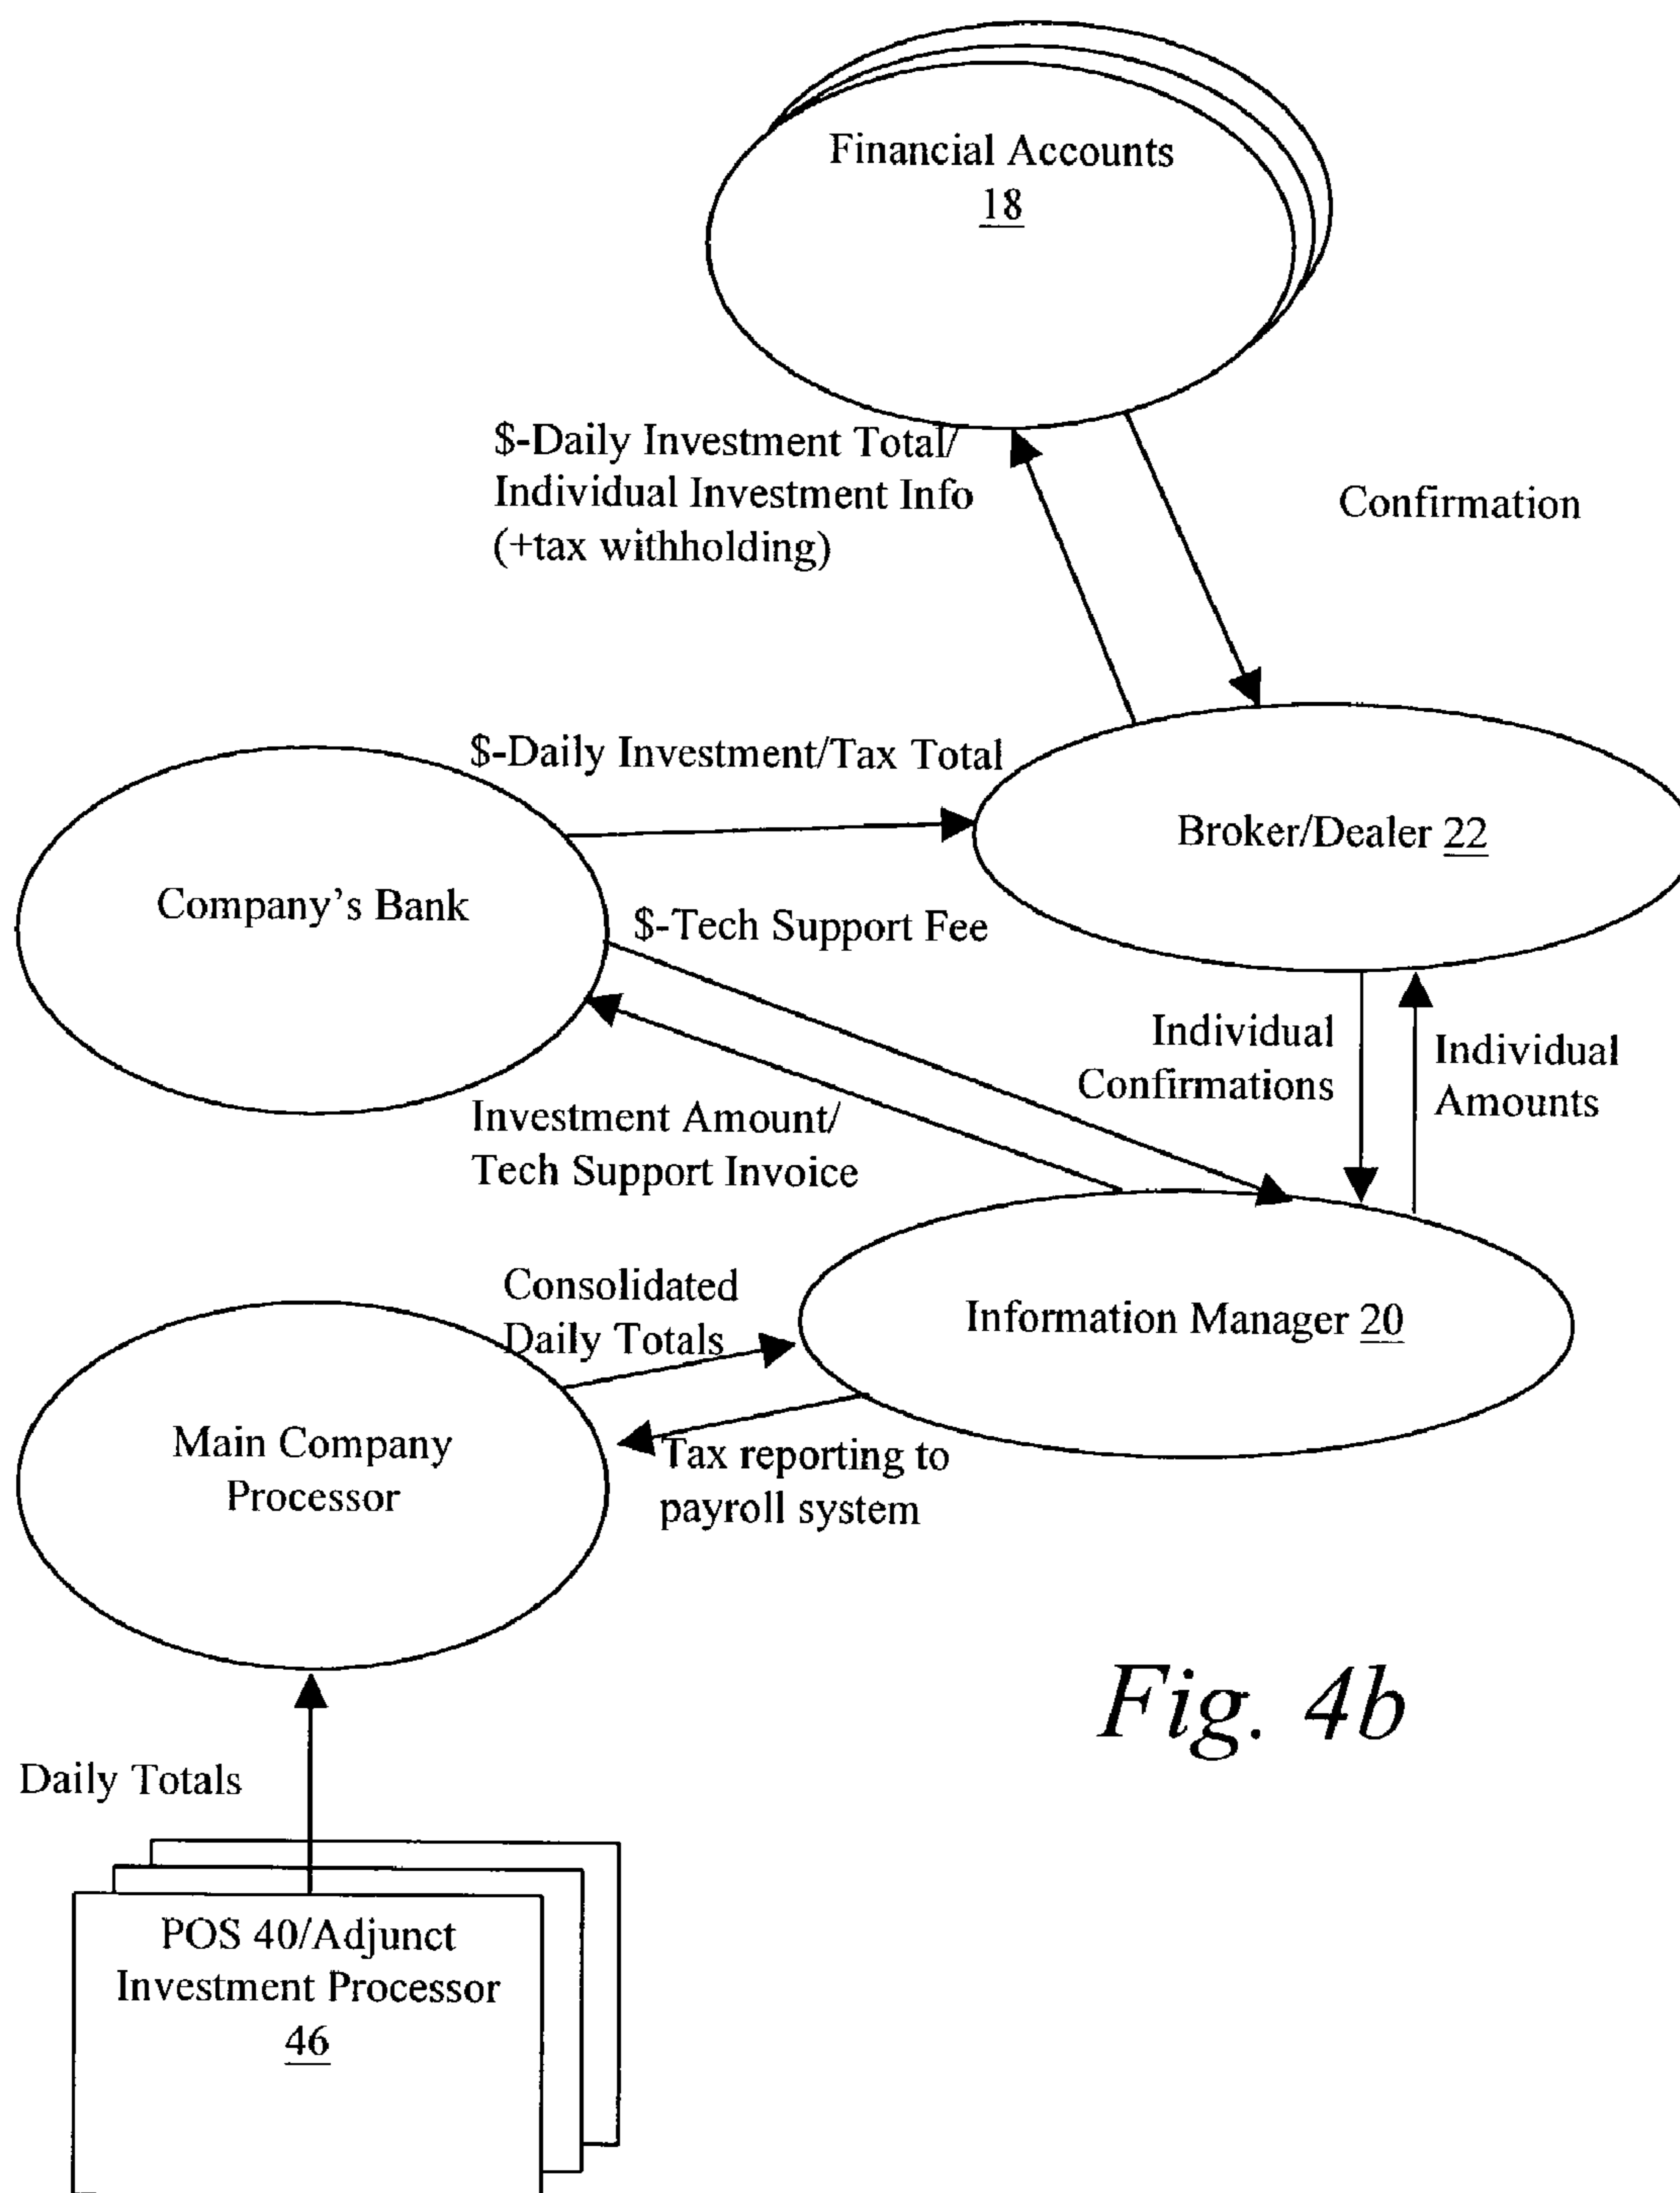 Financial Accounts
18
$-Daily Investment Total/
Individual Investment Info
(+tax withholding)
Confirmation
$-Daily Investment/Tax Total
Broker/Dealer 22
Company's Bank
$-Tech Support Fee
Individual
Confirmations
Individual
Amounts
Investment Amount/
Tech Support Invoice
Consolidated
Daily Totals
Information Manager 20
Main Company
Processor
Tax reporting to
payroll system
Fig. 4b
Daily Totals
POS 40/Adjunct
Investment Processor
46